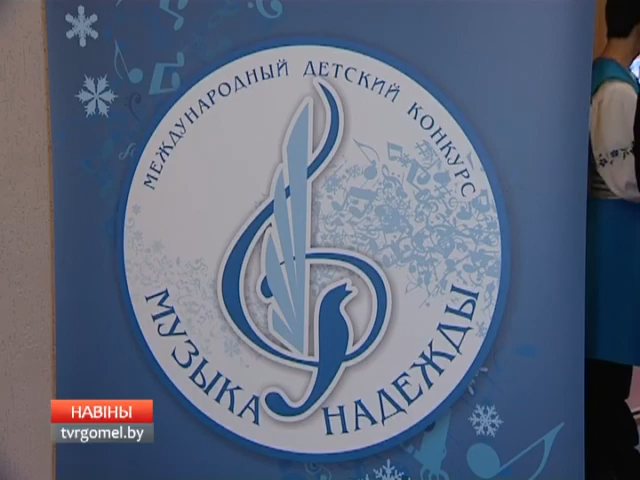 МЕЖДУНАРОДНЫЙ ДЕТСКИЙ КОНКУРС
МУЗЫКА НАДЕЖДЫ
НАВІНЫ
tvrgomel.by